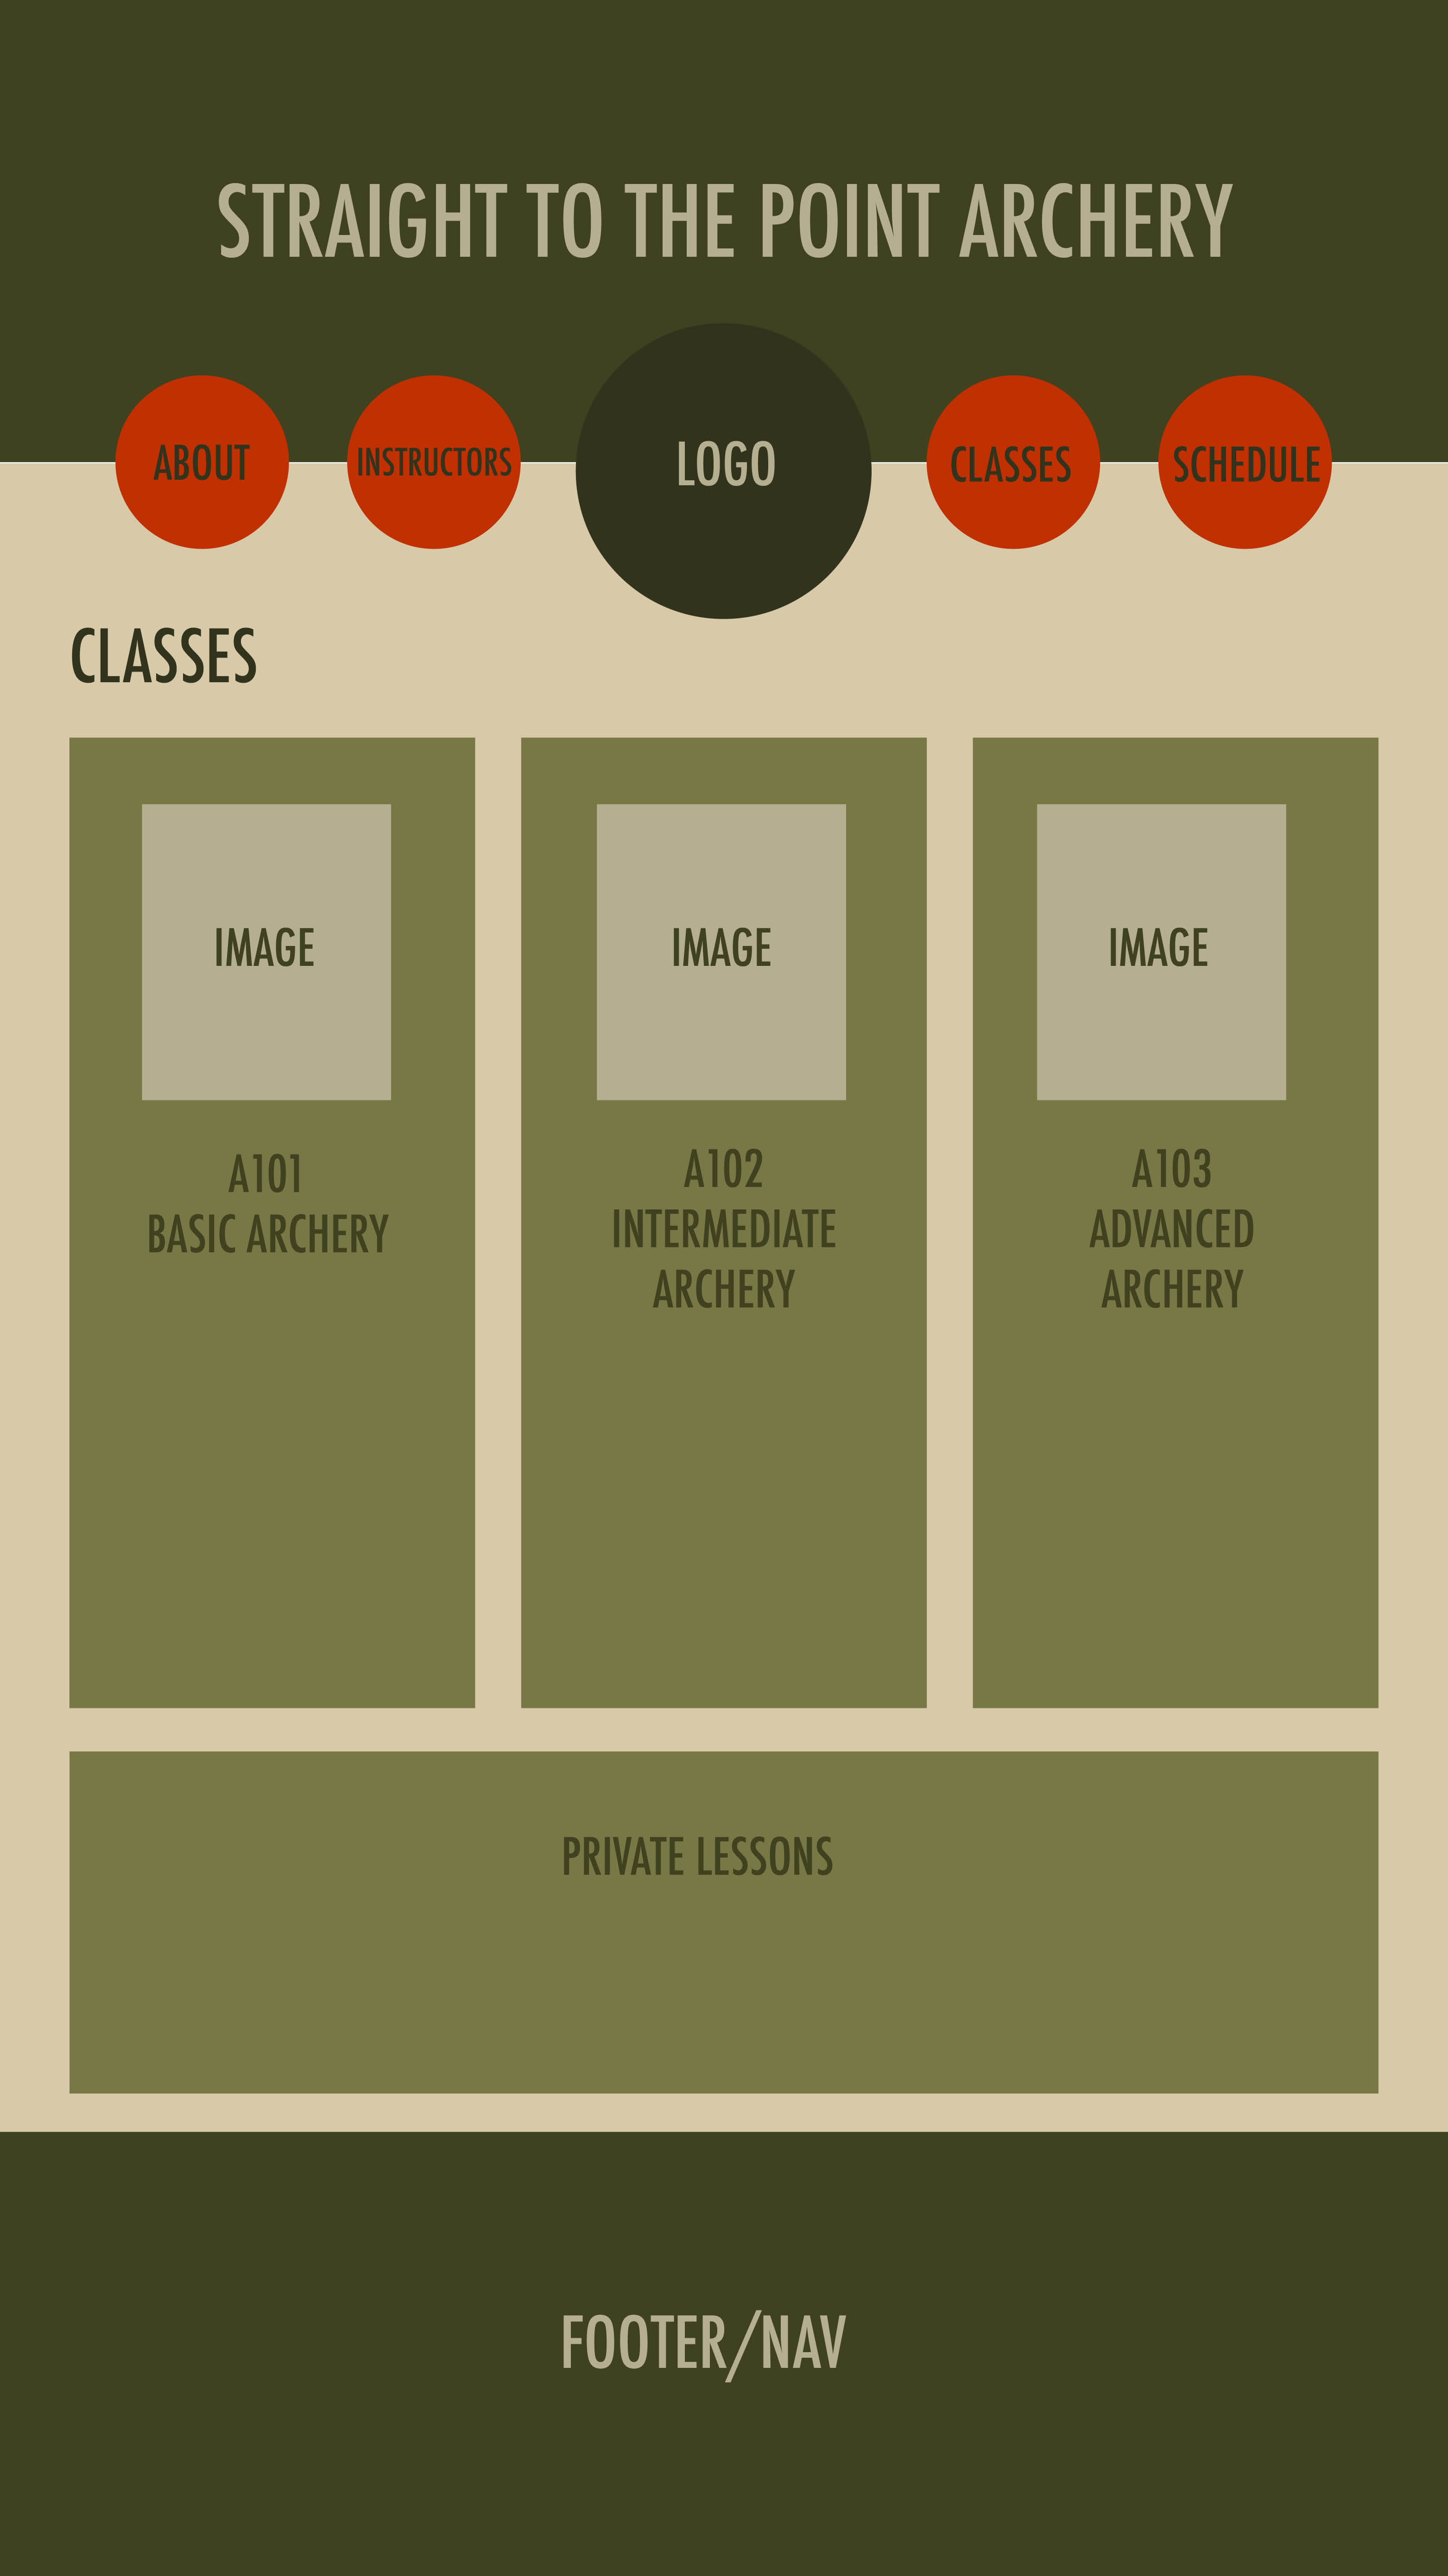 STRAIGHT TO THE POINT ARCHERY
ABOUT
INSTRUCTORS
LOGO
CLASSES
SCHEDULE
CLASSES
IMAGE
A101
BASIC ARCHERY
IMAGE
A102
INTERMEDIATE
ARCHERY
IMAGE
A103
ADVANCED
ARCHERY
PRIVATE LESSONS
FOOTER/NAV